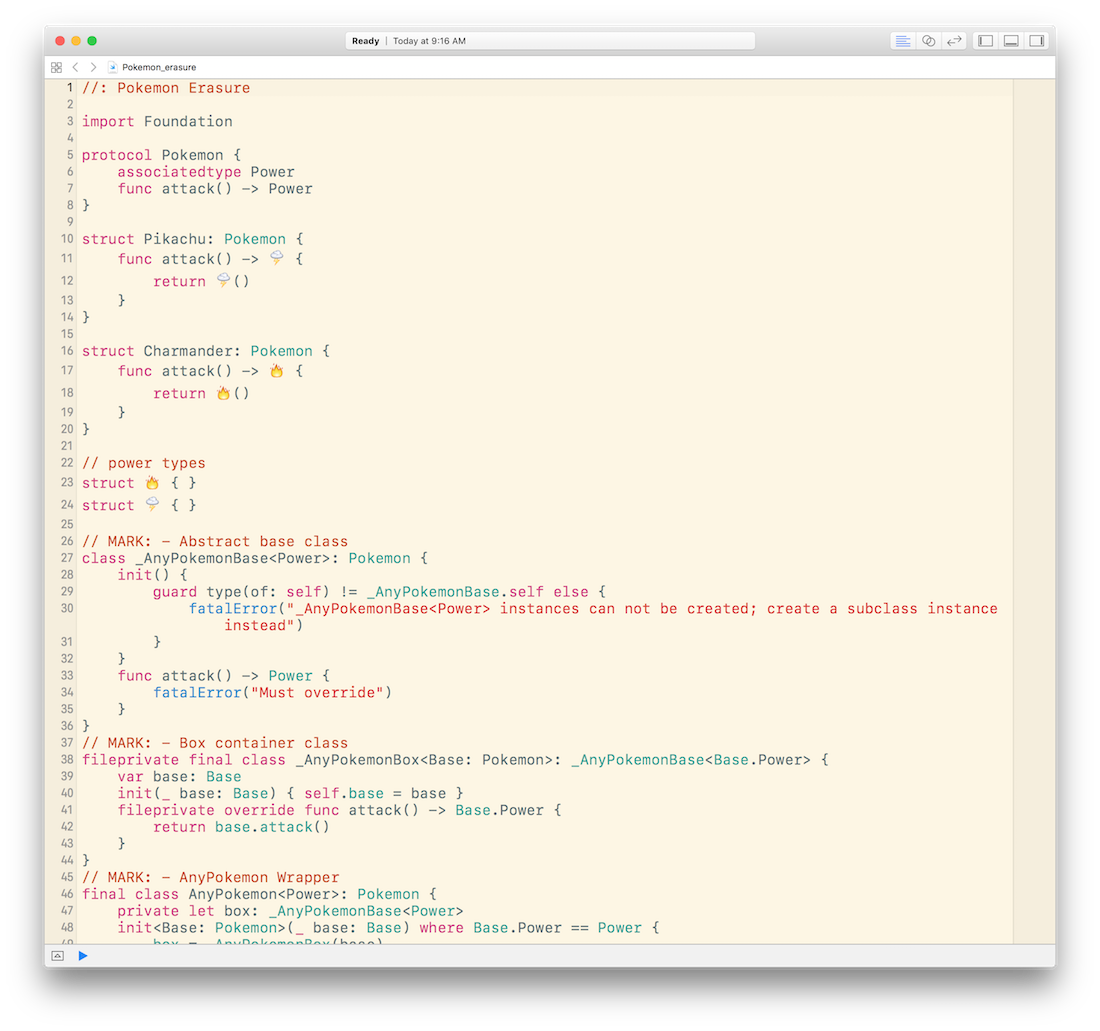 Ready | Today at 9:16 AM
Pokemon_erasure
1 //: Pokemon Erasure
2
3 import Foundation
4
5 protocol Pokemon {
6     associatedtype Power
7     func attack() -> Power
8 }
9
10 struct Pikachu: Pokemon {
11     func attack() -> 🌩 {
12         return 🌩()
13     }
14 }
15
16 struct Charmander: Pokemon {
17     func attack() -> 🔥 {
18         return 🔥()
19     }
20 }
21
22 // power types
23 struct 🔥 { }
24 struct 🌩 { }
25
26 // MARK: - Abstract base class
27 class _AnyPokemonBase<Power>: Pokemon {
28     init() {
29         guard type(of: self) != _AnyPokemonBase.self else {
30             fatalError("_AnyPokemonBase<Power> instances can not be created; create a subclass instance
                instead")
31         }
32     }
33     func attack() -> Power {
34         fatalError("Must override")
35     }
36 }
37 // MARK: - Box container class
38 fileprivate final class _AnyPokemonBox<Base: Pokemon>: _AnyPokemonBase<Base.Power> {
39     var base: Base
40     init(_ base: Base) { self.base = base }
41     fileprivate override func attack() -> Base.Power {
42         return base.attack()
43     }
44 }
45 // MARK: - AnyPokemon Wrapper
46 final class AnyPokemon<Power>: Pokemon {
47     private let box: _AnyPokemonBase<Power>
48     init<Base: Pokemon>(_ base: Base) where Base.Power == Power {
49         box = _AnyPokemonBox(base)